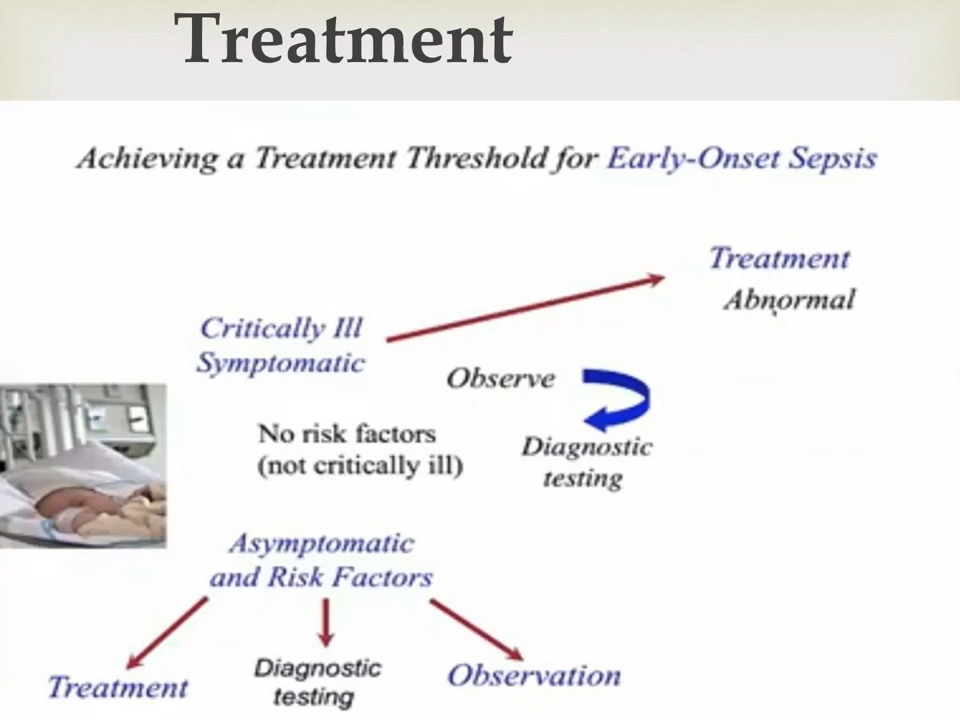 Treatment
Achieving a Treatment Threshold for Early-Onset Sepsis
Treatment
Abnormal
Critically Ill
Symptomatic
Observe
No risk factors
(not critically ill)
Diagnostic
testing
Asymptomatic
and Risk Factors
Treatment
Diagnostic
testing
Observation